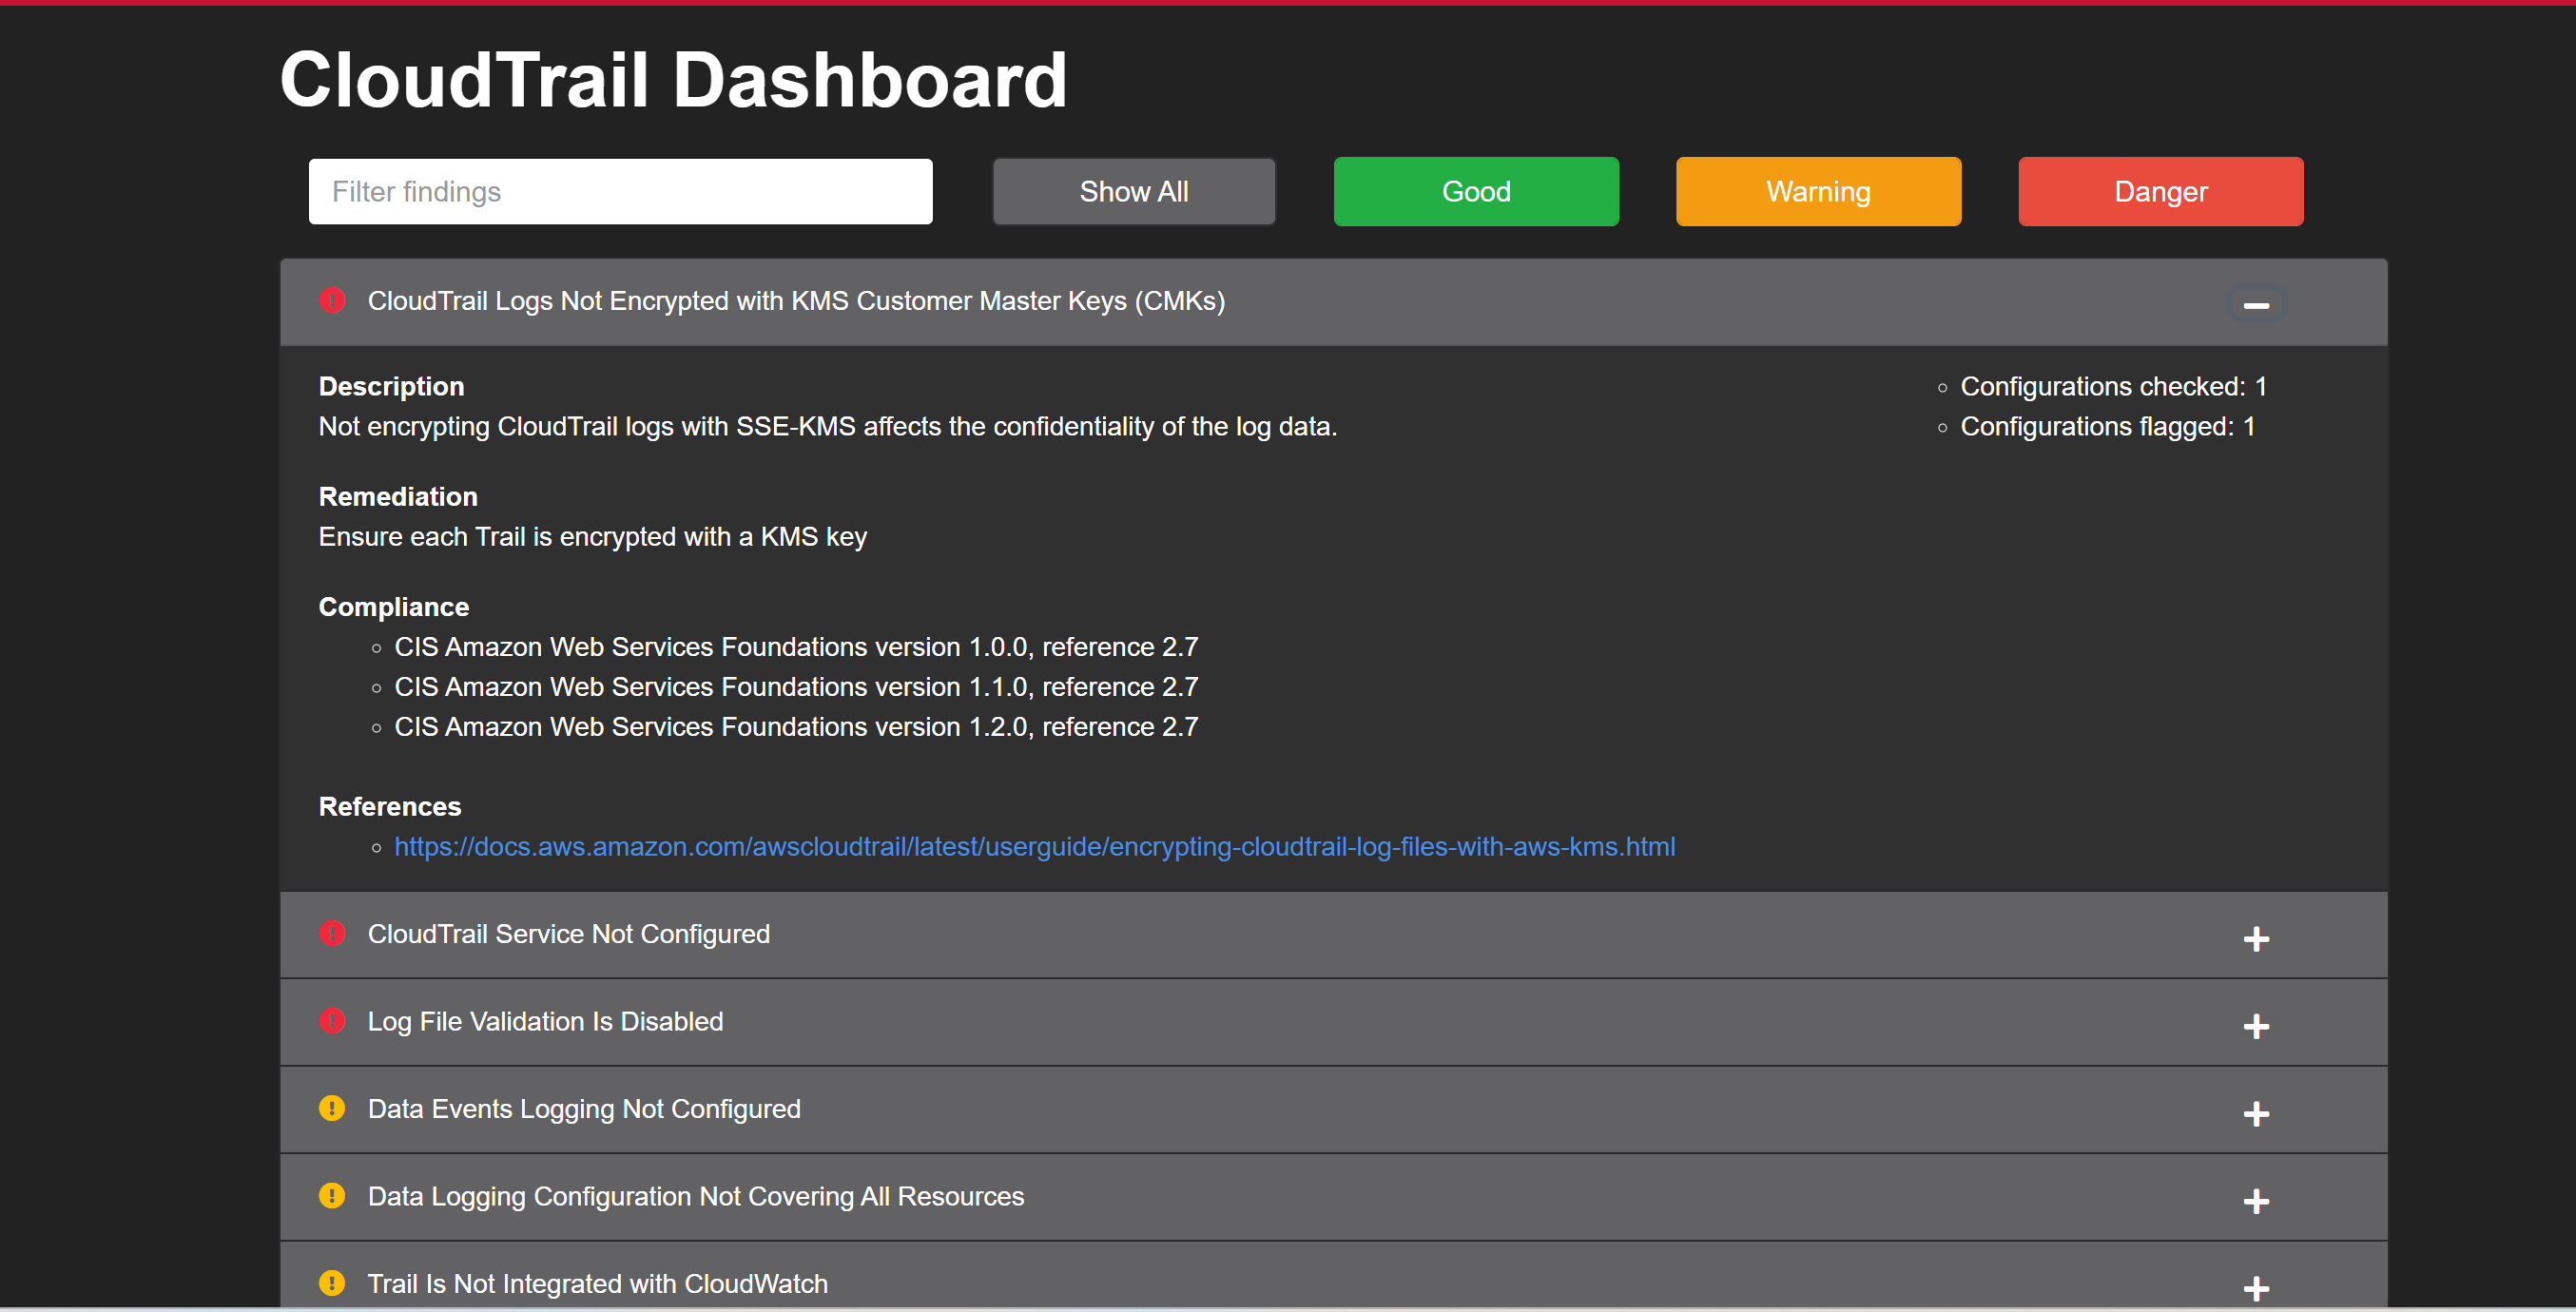 CloudTrail Dashboard
Filter findings
Show All
Good
Warning
Danger
CloudTrail Logs Not Encrypted with KMS Customer Master Keys (CMKs)
Description
Not encrypting CloudTrail logs with SSE-KMS affects the confidentiality of the log data.
Configurations checked: 1
Configurations flagged: 1
Remediation
Ensure each Trail is encrypted with a KMS key
Compliance
CIS Amazon Web Services Foundations version 1.0.0, reference 2.7
CIS Amazon Web Services Foundations version 1.1.0, reference 2.7
CIS Amazon Web Services Foundations version 1.2.0, reference 2.7
References
https://docs.aws.amazon.com/awscloudtrail/latest/userguide/encrypting-cloudtrail-log-files-with-aws-kms.html
CloudTrail Service Not Configured
Log File Validation Is Disabled
Data Events Logging Not Configured
Data Logging Configuration Not Covering All Resources
Trail Is Not Integrated with CloudWatch